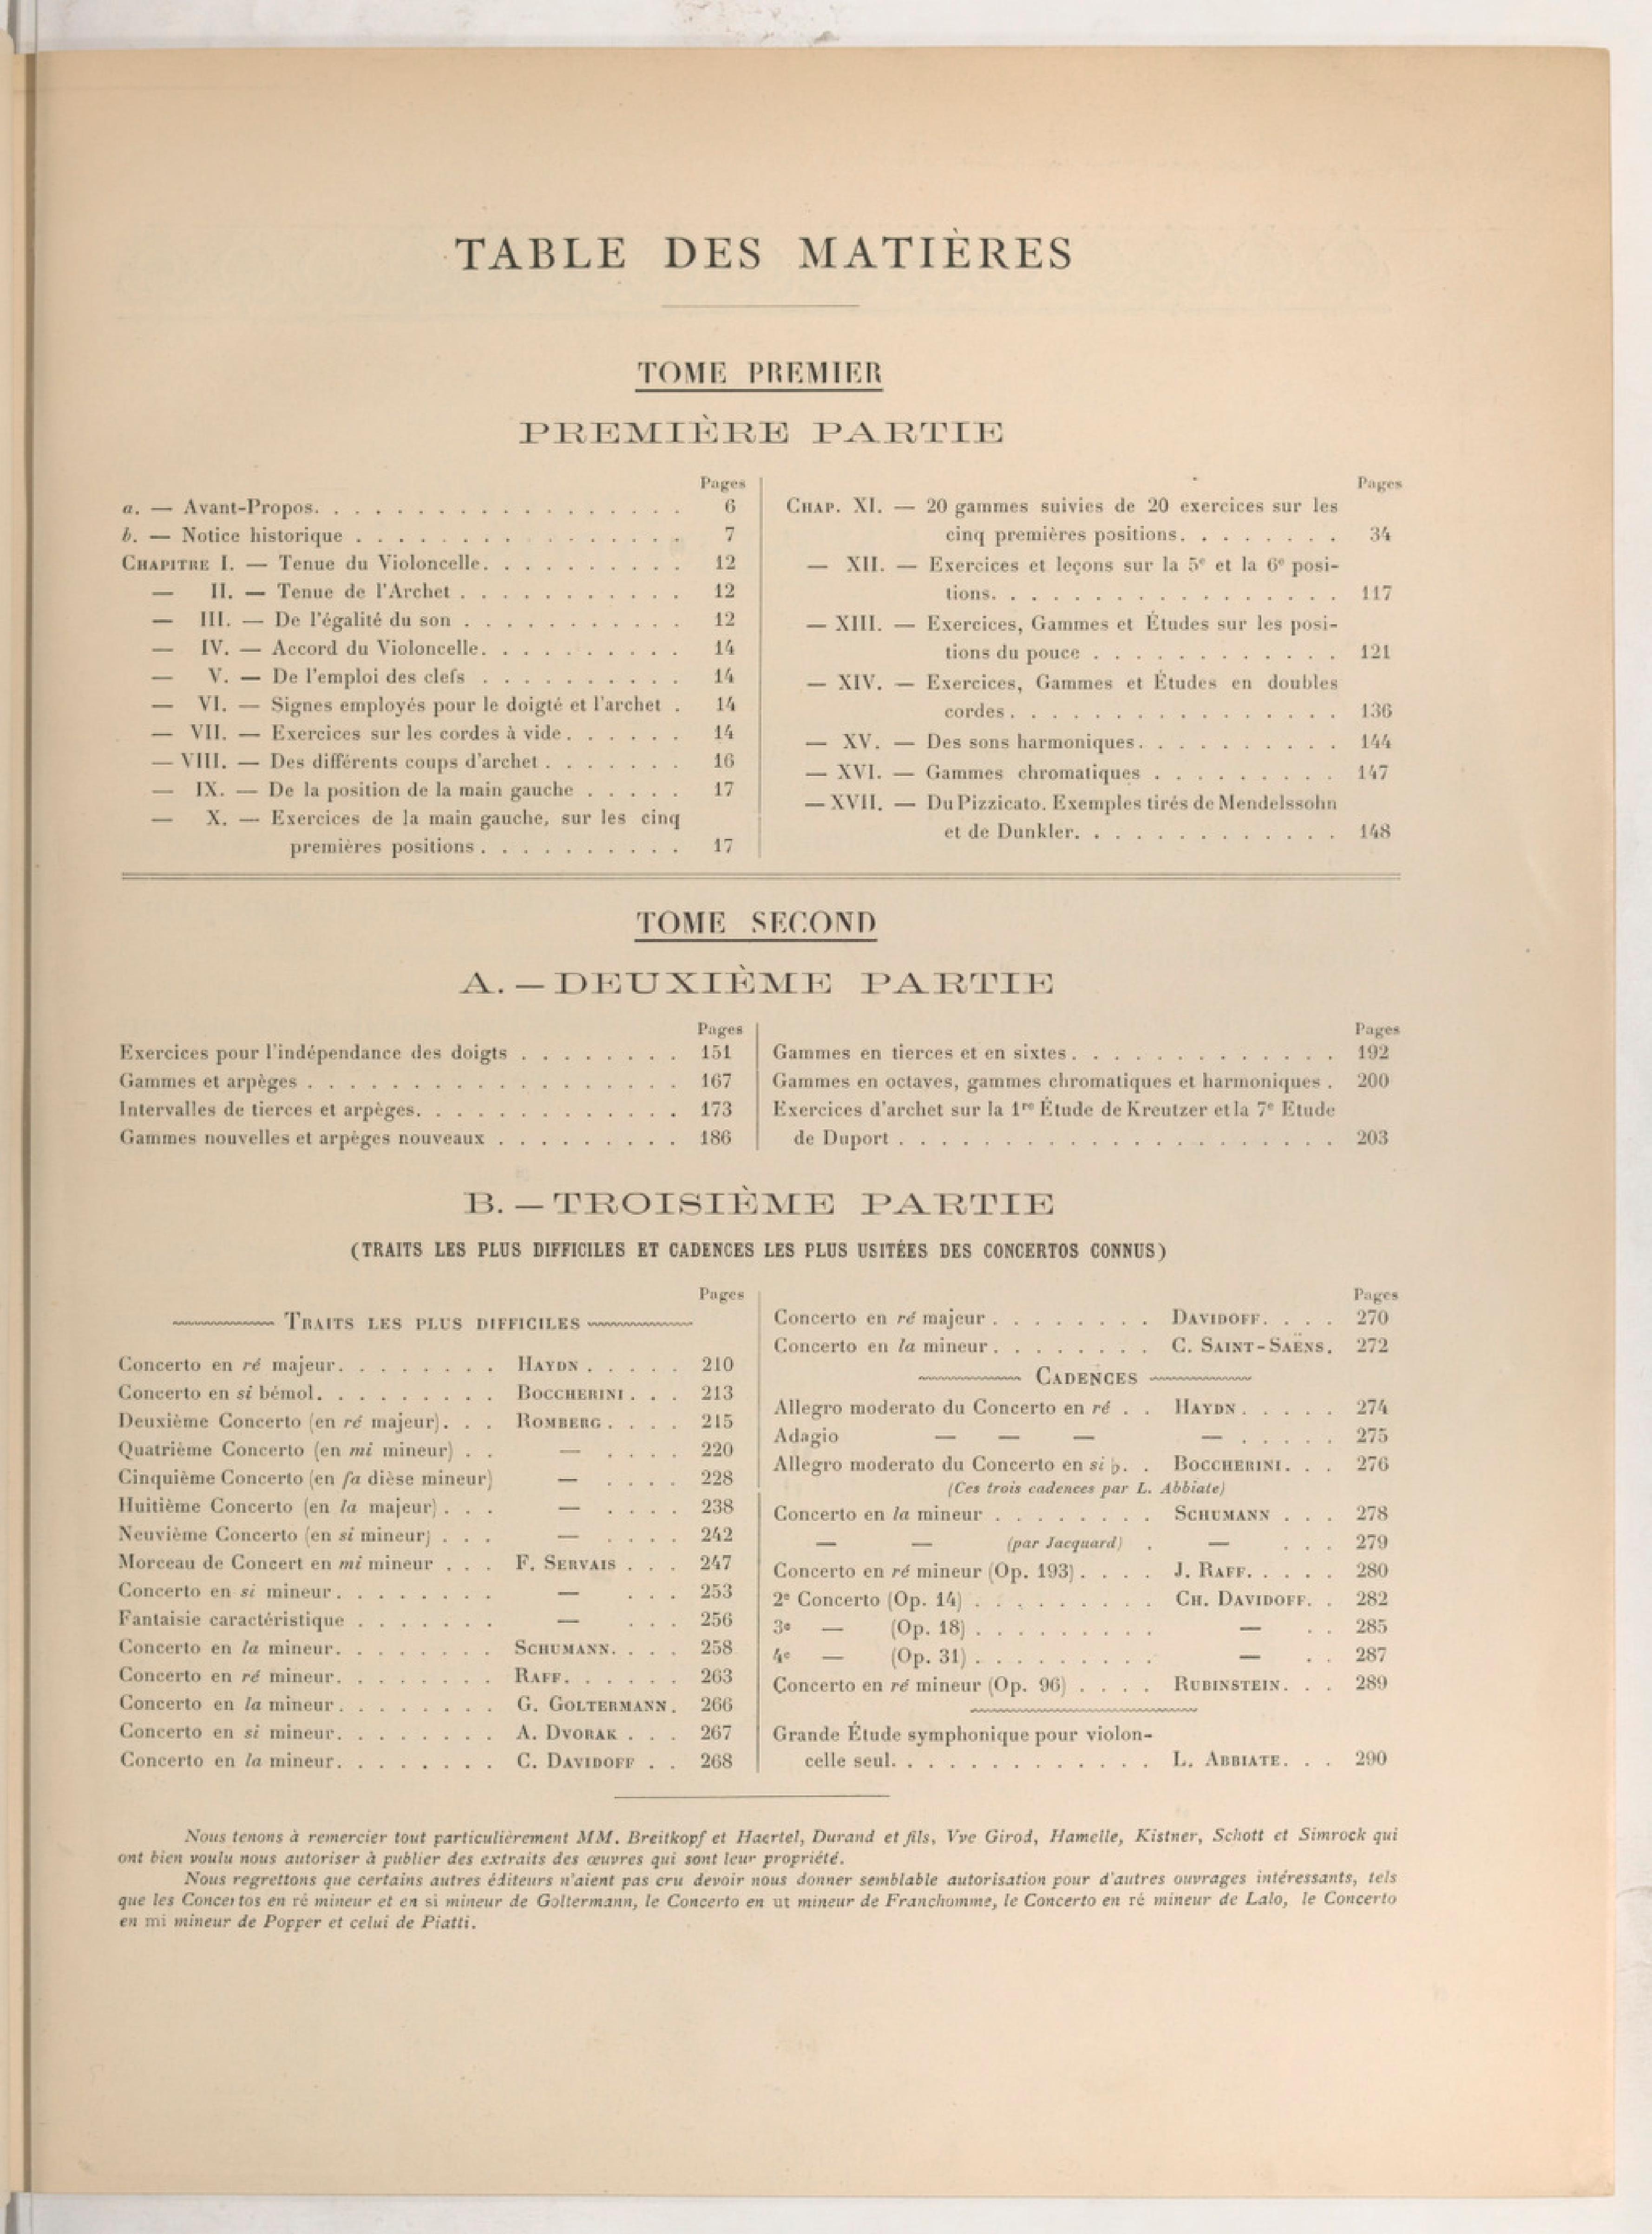 TABLE DES MATIÈRES
TOME PREMIER
PREMIÈRE PARTIE
Pages
a. — Avant-Propos. . . . . . . . . . . . . . . . . . 6
b. — Notice historique . . . . . . . . . . . . . . . . 7
CHAPITRE I. — Tenue du Violoncelle. . . . . . . . . . 12
— II. — Tenue de l'Archet . . . . . . . . . . . 12
— III. — De l'égalité du son . . . . . . . . . . . 12
— IV. — Accord du Violoncelle. . . . . . . . . . 14
— V. — De l'emploi des clefs . . . . . . . . . . 14
— VI. — Signes employés pour le doigté et l'archet . 14
— VII. — Exercices sur les cordes à vide. . . . . . 14
— VIII. — Des différents coups d'archet . . . . . . . 16
— IX. — De la position de la main gauche . . . . . 17
— X. — Exercices de la main gauche, sur les cinq
premières positions . . . . . . . . . . 17
Pages
CHAP. XI. — 20 gammes suivies de 20 exercices sur les
cinq premières positions. . . . . . . . 34
— XII. — Exercices et leçons sur la 5e et la 6e posi-
tions. . . . . . . . . . . . . . . . . 117
— XIII. — Exercices, Gammes et Études sur les posi-
tions du pouce . . . . . . . . . . . . 121
— XIV. — Exercices, Gammes et Études en doubles
cordes . . . . . . . . . . . . . . . . 136
— XV. — Des sons harmoniques. . . . . . . . . . 144
— XVI. — Gammes chromatiques . . . . . . . . . 147
— XVII. — Du Pizzicato. Exemples tirés de Mendelssohn
et de Dunkler. . . . . . . . . . . . . 148
TOME SECOND
A. — DEUXIÈME PARTIE
Pages
Exercices pour l'indépendance des doigts . . . . . . . . 151
Gammes et arpèges . . . . . . . . . . . . . . . . . . . 167
Intervalles de tierces et arpèges. . . . . . . . . . . . . . 173
Gammes nouvelles et arpèges nouveaux . . . . . . . . . . 186
Pages
Gammes en tierces et en sixtes. . . . . . . . . . . . . . 192
Gammes en octaves, gammes chromatiques et harmoniques . 200
Exercices d'archet sur la 1re Étude de Kreutzer et la 7e Etude
de Duport . . . . . . . . . . . . . . . . . . . . . . 203
B. — TROISIÈME PARTIE
(TRAITS LES PLUS DIFFICILES ET CADENCES LES PLUS USITÉES DES CONCERTOS CONNUS)
Pages
TRAITS LES PLUS DIFFICILES
Concerto en ré majeur. . . . . . . . HAYDN . . . . . 210
Concerto en si bémol. . . . . . . . . BOCCHERINI . . . 213
Deuxième Concerto (en ré majeur). . . ROMBERG . . . . 215
Quatrième Concerto (en mi mineur) . . — . . . . 220
Cinquième Concerto (en fa dièse mineur) — . . . . 228
Huitième Concerto (en la majeur) . . . — . . . . 238
Neuvième Concerto (en si mineur) . . . — . . . . 242
Morceau de Concert en mi mineur . . . F. SERVAIS . . . 247
Concerto en si mineur. . . . . . . . — . . . 253
Fantaisie caractéristique . . . . . . . — . . . 256
Concerto en la mineur. . . . . . . . SCHUMANN. . . . 258
Concerto en ré mineur. . . . . . . . RAFF. . . . . . 263
Concerto en la mineur. . . . . . . . G. GOLTERMANN. 266
Concerto en si mineur. . . . . . . . A. DVORAK . . . 267
Concerto en la mineur. . . . . . . . C. DAVIDOFF . . 268
Pages
Concerto en ré majeur . . . . . . . . DAVIDOFF. . . . 270
Concerto en la mineur . . . . . . . . C. SAINT-SAËNS. 272
CADENCES
Allegro moderato du Concerto en ré . . HAYDN . . . . . 274
Adagio — — — — . . . . . 275
Allegro moderato du Concerto en si ♭. . BOCCHERINI. . . 276
(Ces trois cadences par L. Abbiate)
Concerto en la mineur . . . . . . . . SCHUMANN . . . 278
— — (par Jacquard) . — . . . 279
Concerto en ré mineur (Op. 193) . . . . J. RAFF. . . . . 280
2e Concerto (Op. 14) . . . . . . . . . CH. DAVIDOFF. . 282
3e — (Op. 18) . . . . . . . . . — . . 285
4e — (Op. 31) . . . . . . . . . — . . 287
Concerto en ré mineur (Op. 96) . . . . RUBINSTEIN. . . 289
Grande Étude symphonique pour violon-
celle seul. . . . . . . . . . . . . L. ABBIATE. . . 290
Nous tenons à remercier tout particulièrement MM. Breitkopf et Haertel, Durand et fils, Vve Girod, Hamelle, Kistner, Schott et Simrock qui
ont bien voulu nous autoriser à publier des extraits des œuvres qui sont leur propriété.
Nous regrettons que certains autres éditeurs n'aient pas cru devoir nous donner semblable autorisation pour d'autres ouvrages intéressants, tels
que les Concertos en ré mineur et en si mineur de Goltermann, le Concerto en ut mineur de Franchomme, le Concerto en ré mineur de Lalo, le Concerto
en mi mineur de Popper et celui de Piatti.